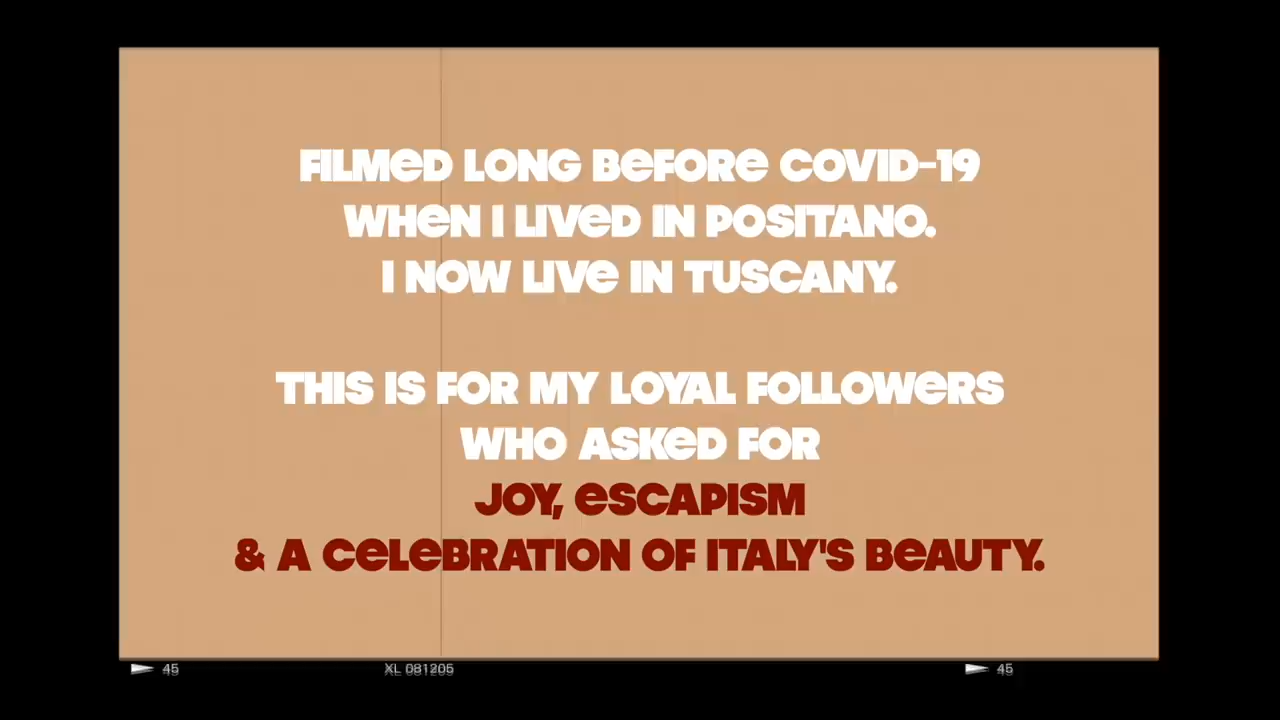 FILMED LONG BEFORE COVID-19
WHEN I LIVED IN POSITANO.
I NOW LIVE IN TUSCANY.
THIS IS FOR MY LOYAL FOLLOWERS
WHO ASKED FOR
JOY, ESCAPISM
& A CELEBRATION OF ITALY'S BEAUTY.
45 XL 081205 45